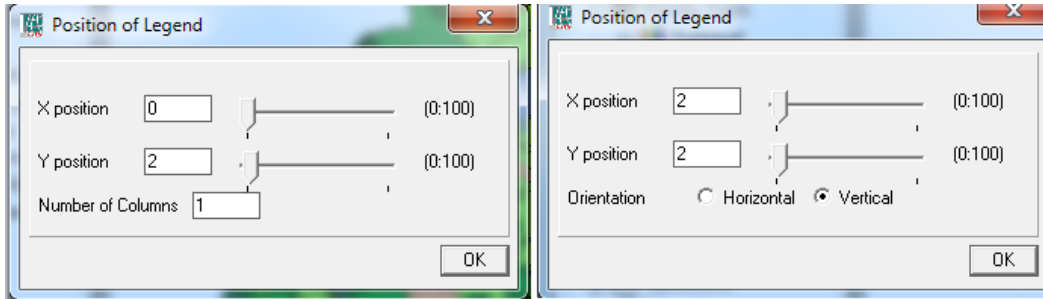 Position of Legend
X position 0 (0:100)
Y position 2 (0:100)
Number of Columns 1
OK
Position of Legend
X position 2 (0:100)
Y position 2 (0:100)
Orientation Horizontal Vertical
OK